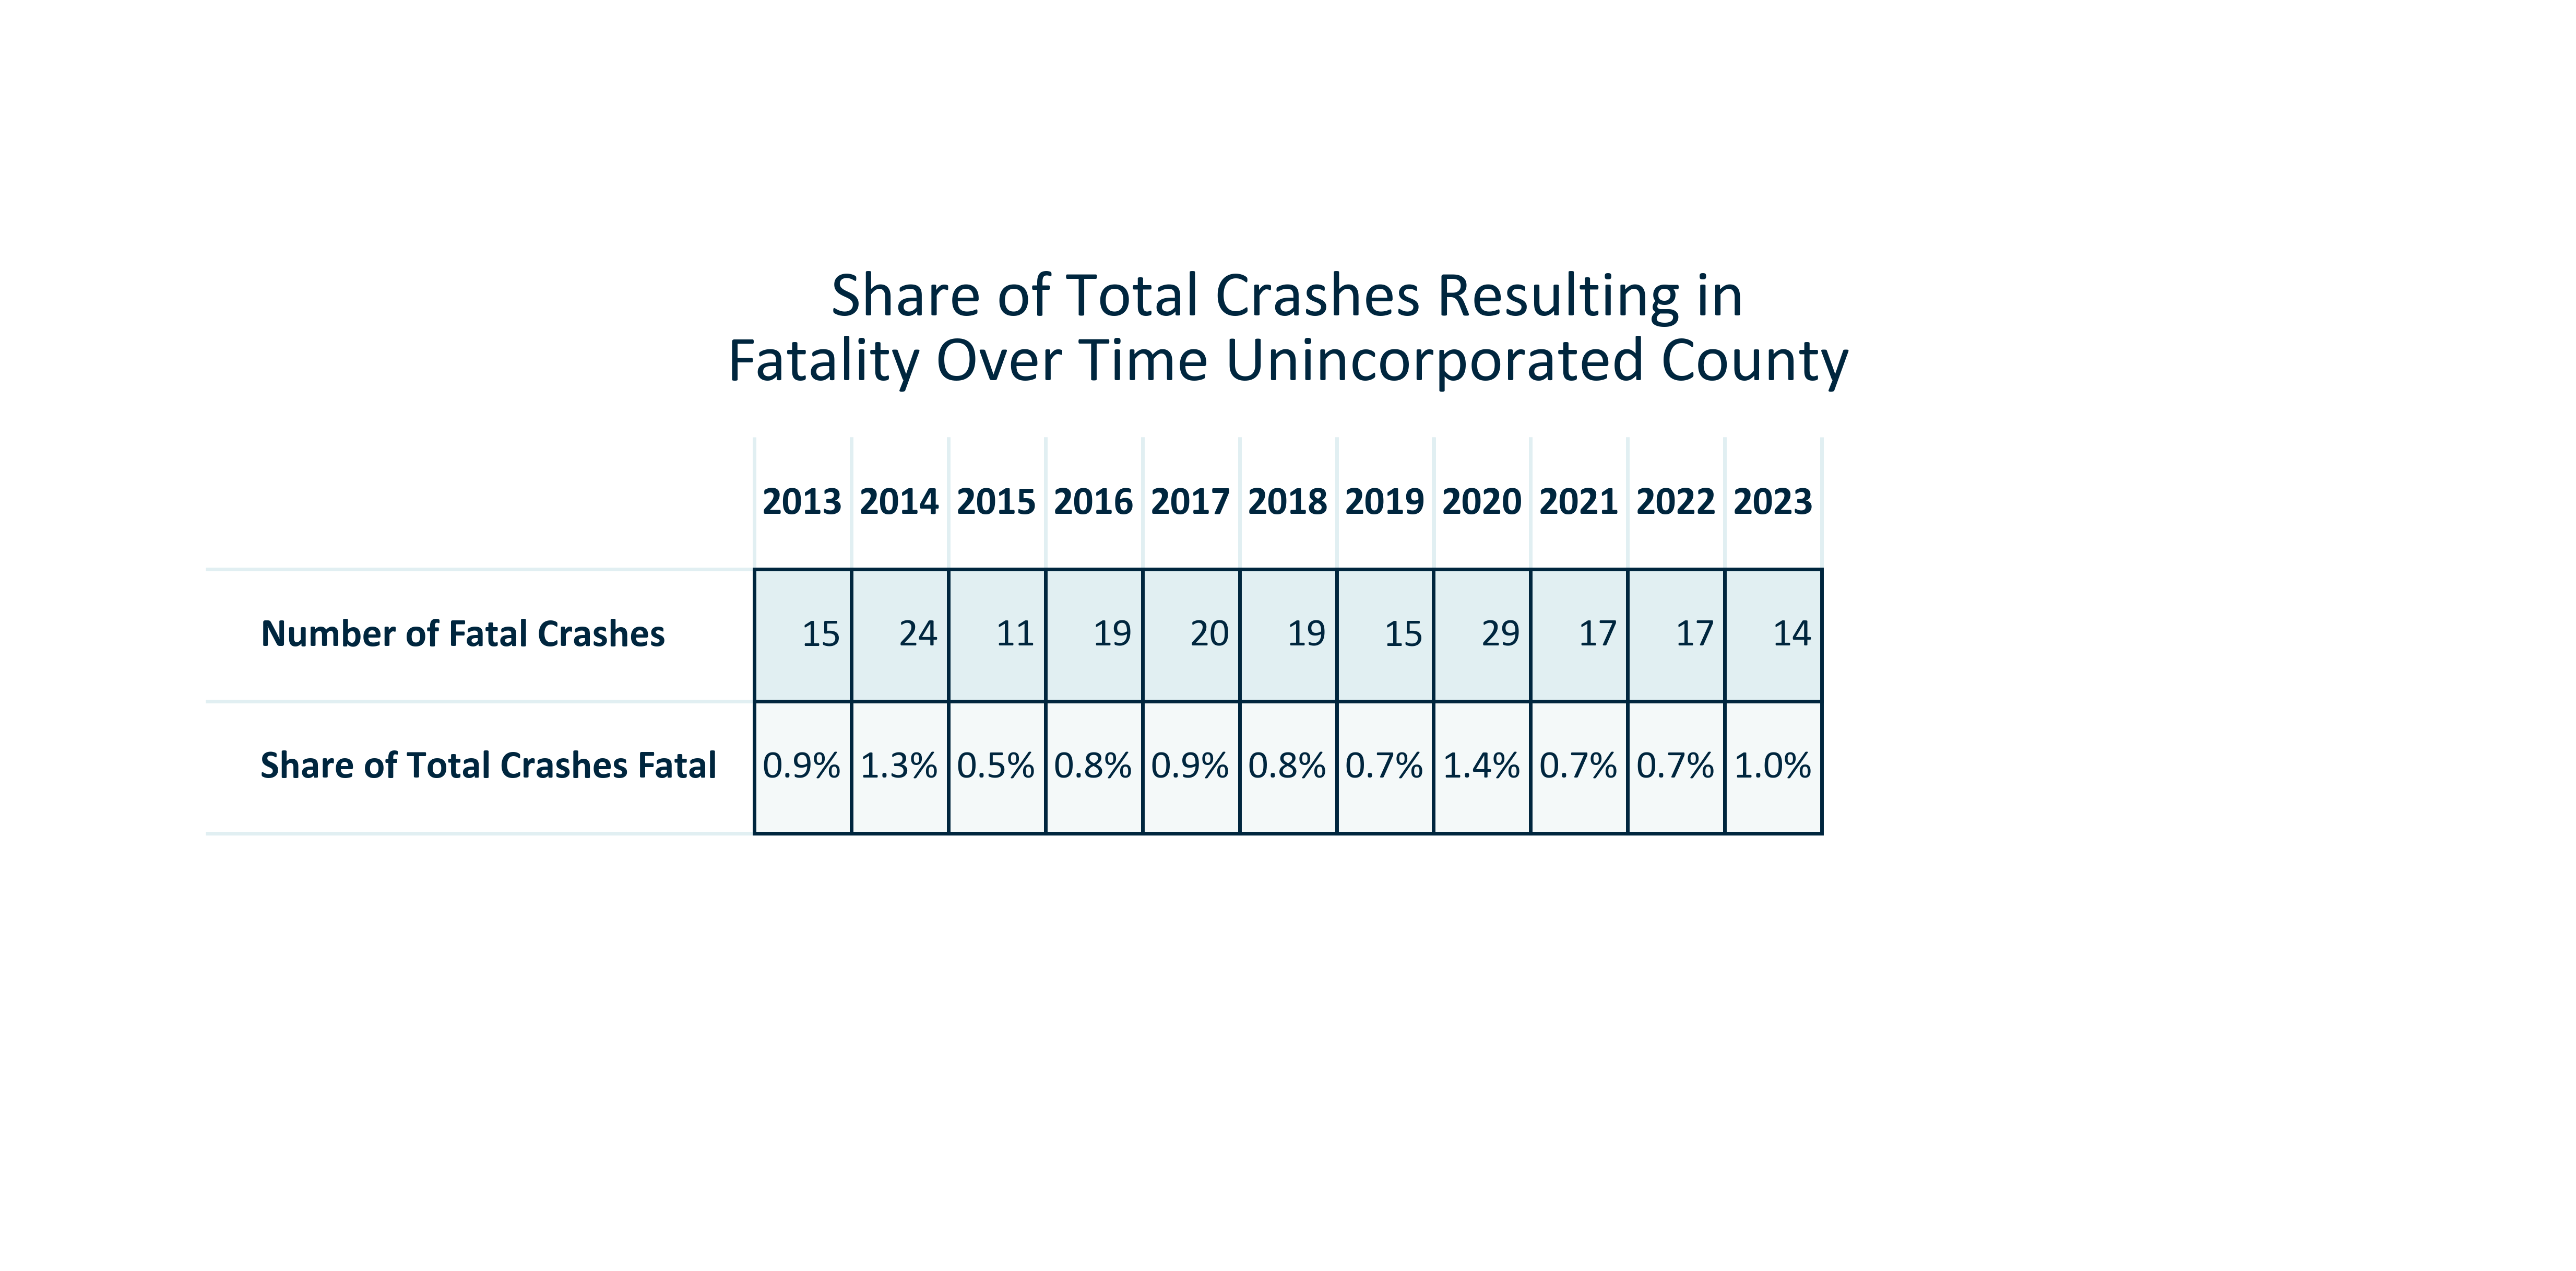 Share of Total Crashes Resulting in
Fatality Over Time Unincorporated County
2013 2014 2015 2016 2017 2018 2019 2020 2021 2022 2023
Number of Fatal Crashes 15 24 11 19 20 19 15 29 17 17 14
Share of Total Crashes Fatal 0.9% 1.3% 0.5% 0.8% 0.9% 0.8% 0.7% 1.4% 0.7% 0.7% 1.0%